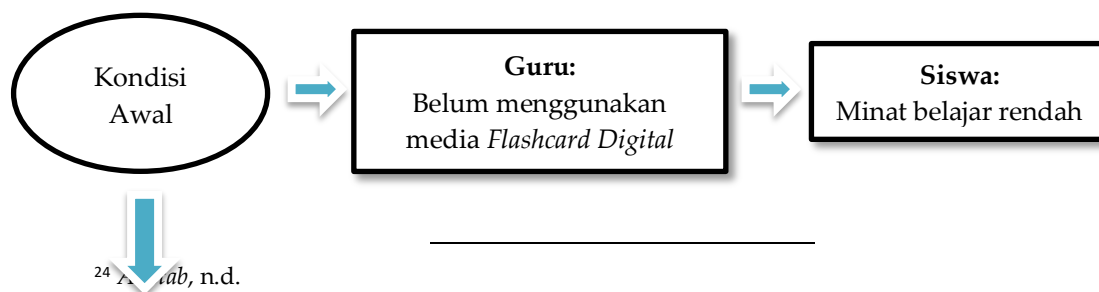 Kondisi
Awal
Guru:
Belum menggunakan
media Flashcard Digital
Siswa:
Minat belajar rendah
24 n.d.